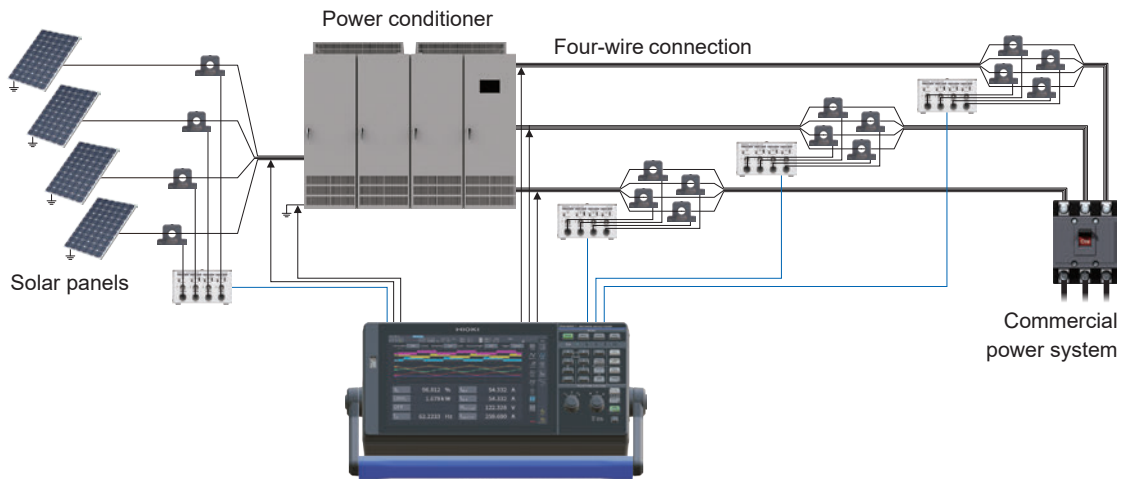 Power conditioner
Four-wire connection
Solar panels
Commercial
power system
HIOKI